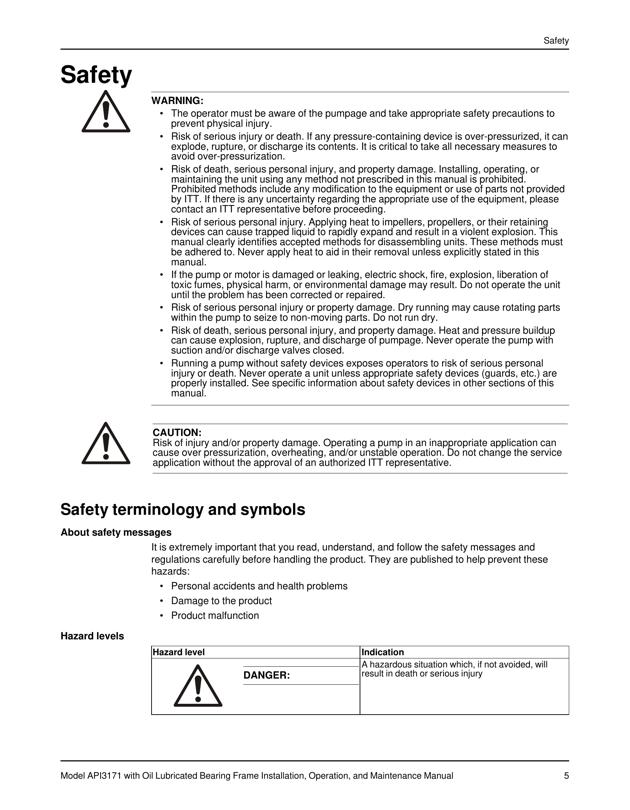 Safety
Safety
WARNING:
• The operator must be aware of the pumpage and take appropriate safety precautions to
prevent physical injury.
• Risk of serious injury or death. If any pressure-containing device is over-pressurized, it can
explode, rupture, or discharge its contents. It is critical to take all necessary measures to
avoid over-pressurization.
• Risk of death, serious personal injury, and property damage. Installing, operating, or
maintaining the unit using any method not prescribed in this manual is prohibited.
Prohibited methods include any modification to the equipment or use of parts not provided
by ITT. If there is any uncertainty regarding the appropriate use of the equipment, please
contact an ITT representative before proceeding.
• Risk of serious personal injury. Applying heat to impellers, propellers, or their retaining
devices can cause trapped liquid to rapidly expand and result in a violent explosion. This
manual clearly identifies accepted methods for disassembling units. These methods must
be adhered to. Never apply heat to aid in their removal unless explicitly stated in this
manual.
• If the pump or motor is damaged or leaking, electric shock, fire, explosion, liberation of
toxic fumes, physical harm, or environmental damage may result. Do not operate the unit
until the problem has been corrected or repaired.
• Risk of serious personal injury or property damage. Dry running may cause rotating parts
within the pump to seize to non-moving parts. Do not run dry.
• Risk of death, serious personal injury, and property damage. Heat and pressure buildup
can cause explosion, rupture, and discharge of pumpage. Never operate the pump with
suction and/or discharge valves closed.
• Running a pump without safety devices exposes operators to risk of serious personal
injury or death. Never operate a unit unless appropriate safety devices (guards, etc.) are
properly installed. See specific information about safety devices in other sections of this
manual.
CAUTION:
Risk of injury and/or property damage. Operating a pump in an inappropriate application can
cause over pressurization, overheating, and/or unstable operation. Do not change the service
application without the approval of an authorized ITT representative.
Safety terminology and symbols
About safety messages
It is extremely important that you read, understand, and follow the safety messages and
regulations carefully before handling the product. They are published to help prevent these
hazards:
• Personal accidents and health problems
• Damage to the product
• Product malfunction
Hazard levels
Hazard level Indication
DANGER: A hazardous situation which, if not avoided, will
result in death or serious injury
Model API3171 with Oil Lubricated Bearing Frame Installation, Operation, and Maintenance Manual 5